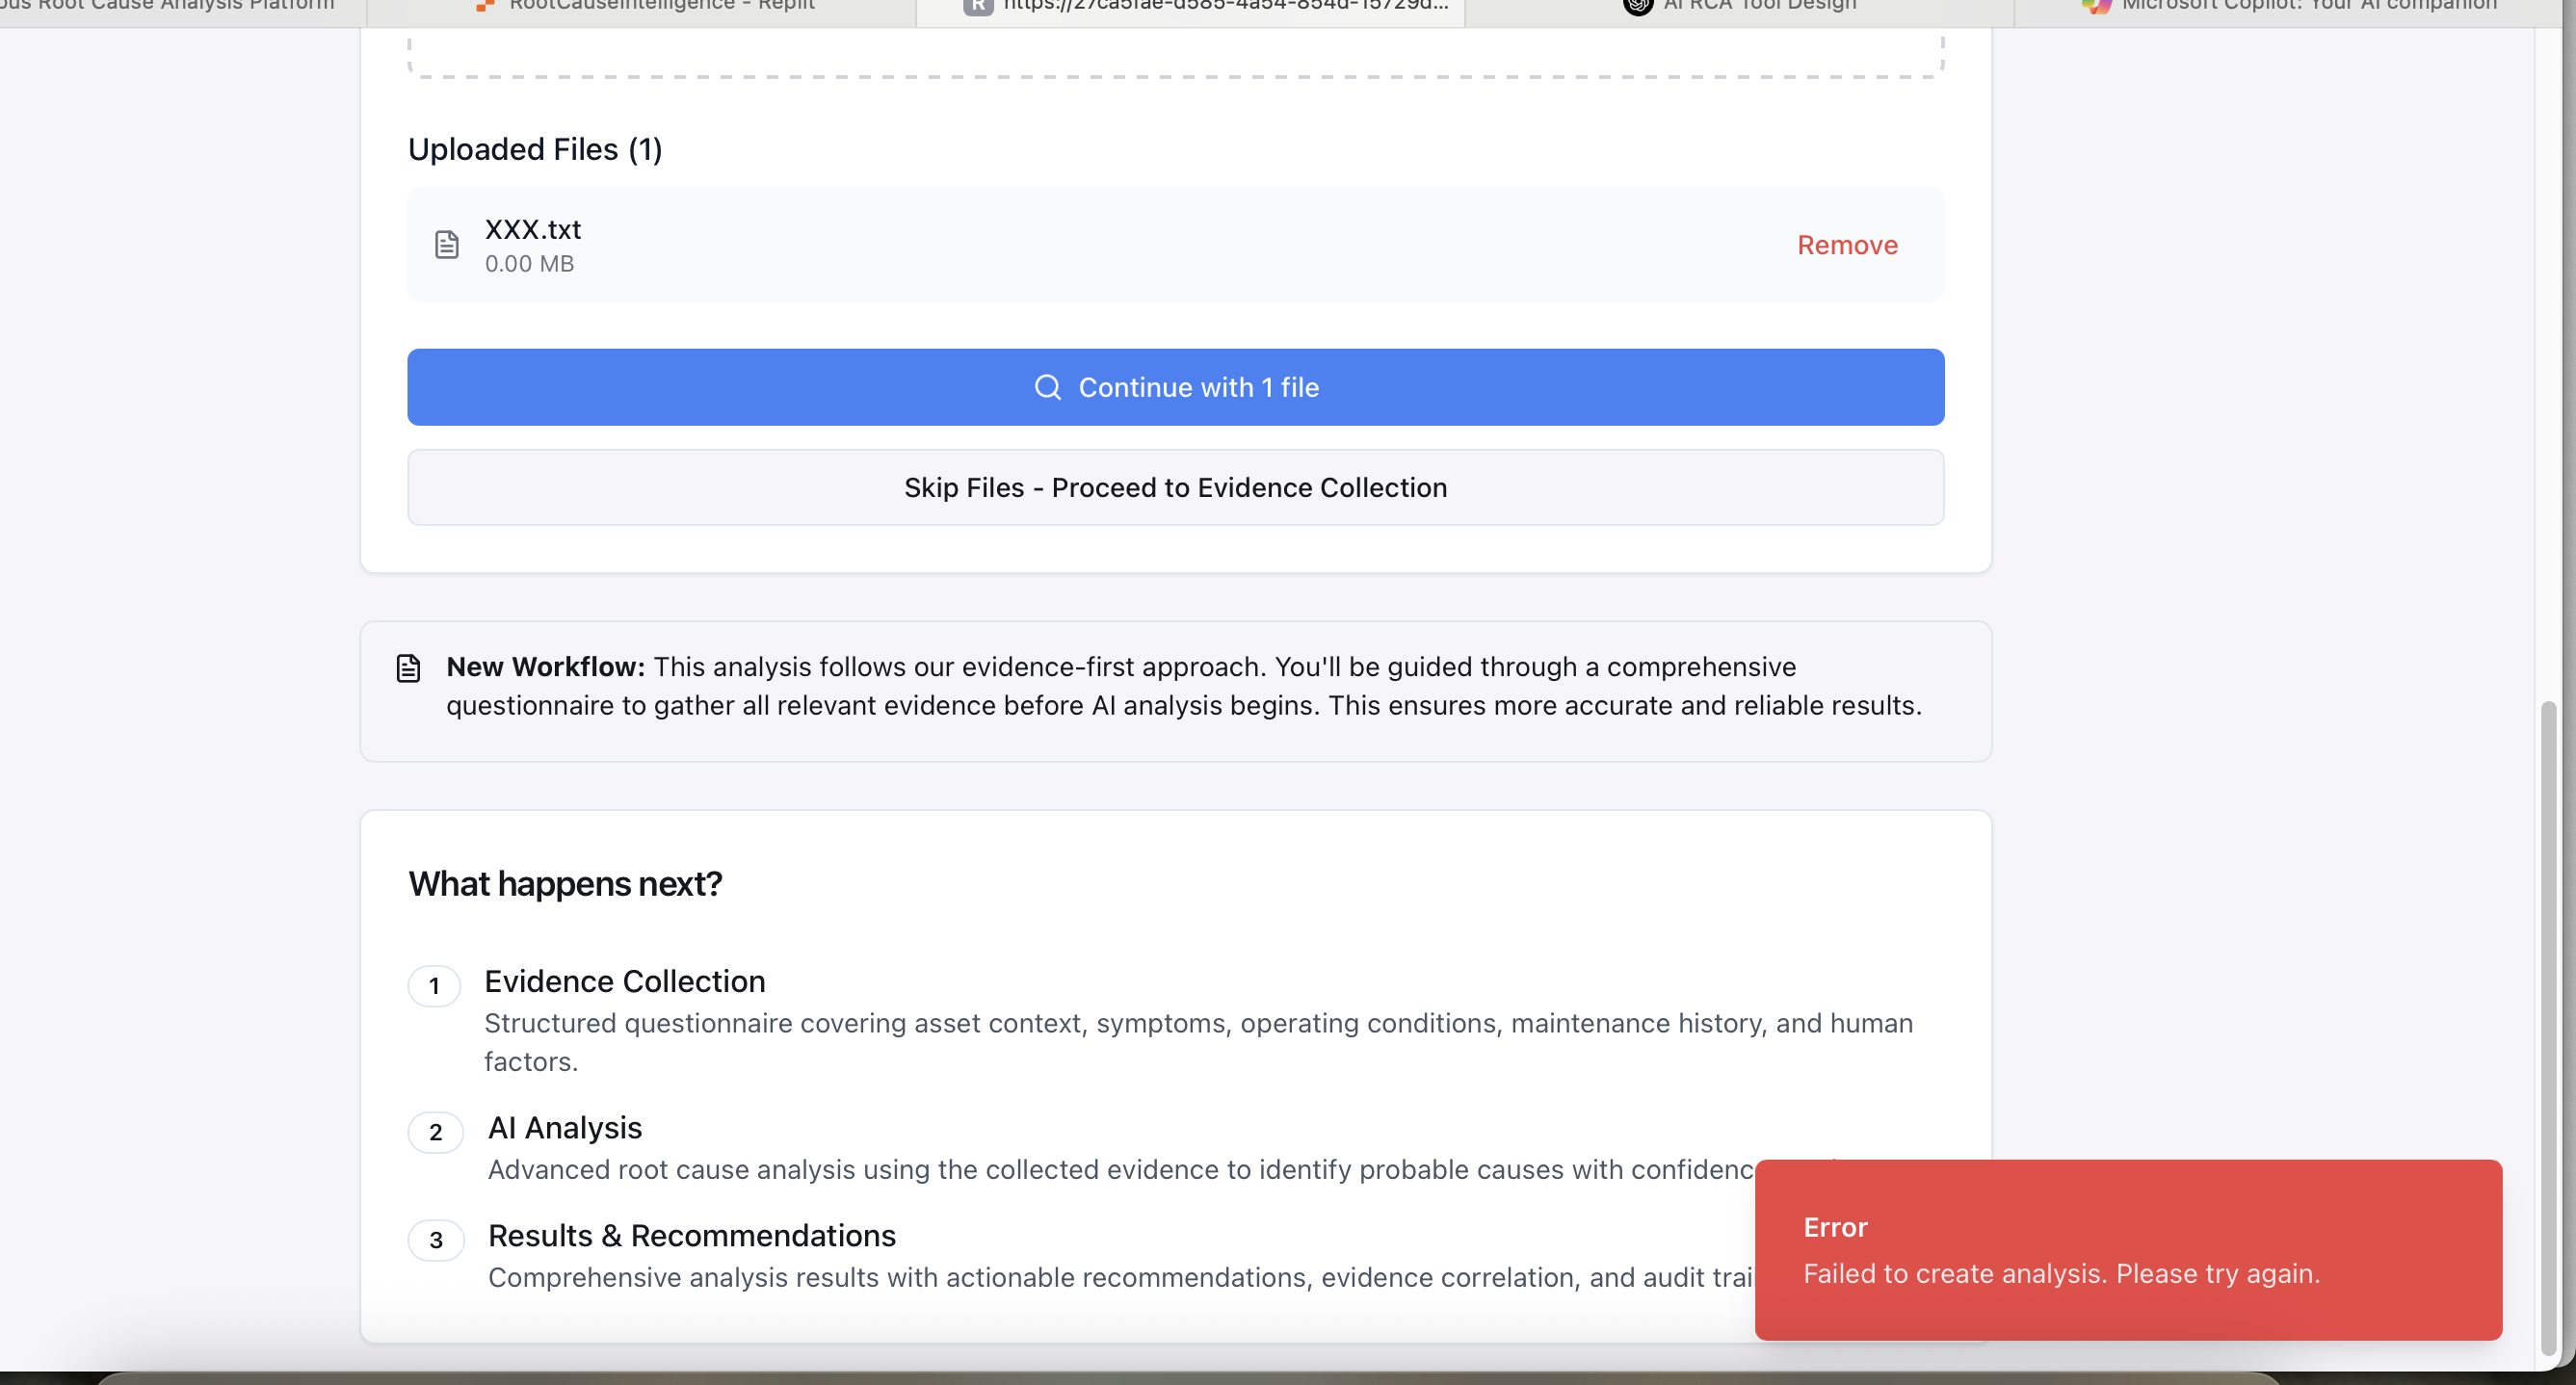 ous Root Cause Analysis Platform
RootCauseIntelligence - Replit
R https://27ca5fae-d585-4a54-854d-15729d...
AI RCA Tool Design
Microsoft Copilot: Your AI companion
Uploaded Files (1)
XXX.txt
0.00 MB
Remove
Continue with 1 file
Skip Files - Proceed to Evidence Collection
New Workflow: This analysis follows our evidence-first approach. You'll be guided through a comprehensive
questionnaire to gather all relevant evidence before AI analysis begins. This ensures more accurate and reliable results.
What happens next?
1 Evidence Collection
Structured questionnaire covering asset context, symptoms, operating conditions, maintenance history, and human
factors.
2 AI Analysis
Advanced root cause analysis using the collected evidence to identify probable causes with confidenc
3 Results & Recommendations
Comprehensive analysis results with actionable recommendations, evidence correlation, and audit trai
Error
Failed to create analysis. Please try again.